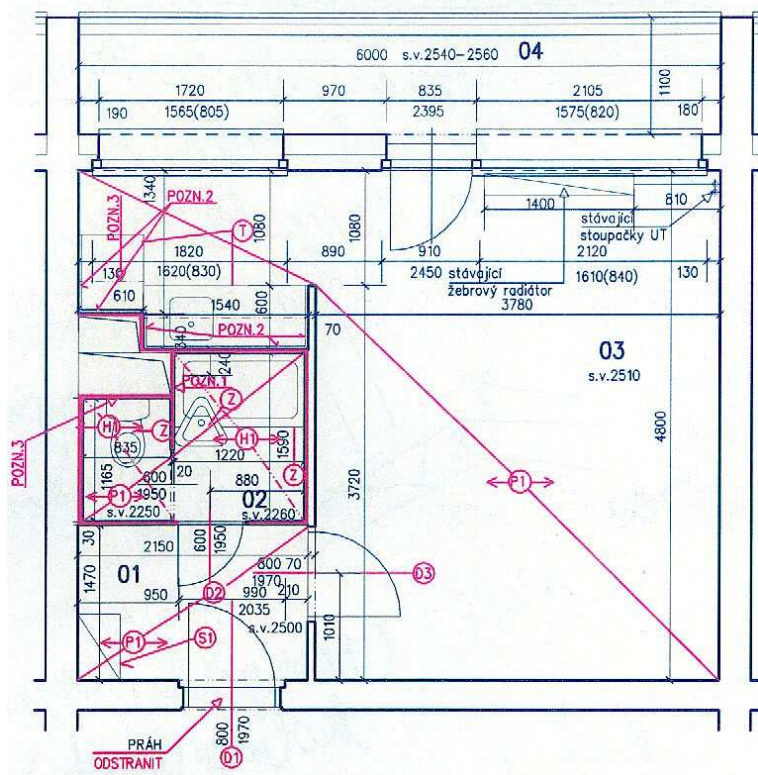 6000 s.v.2540-2560 04
1100
1720 970 835 2105
190 1565(805) 2395 1575(820) 180
1340
POZN.2
POZN.3
T
1080
1080
1400 810
stávající
stoupačky UT
1820 890 910 2120
130 1620(830) 2450 stávající 1610(840) 130
žebrový radiátor
610 1540 600 3780
70
340 POZN.2
03
s.v.2510
240
POZN.1
Z
H1 Z H1
835 1590
POZN.3
1165 600 120 1220 Z
P1 1950 880
s.v.2250 02
s.v.2260
3720
4800
P1
30 2150 600 1950
01
1470
800 70
1970 D3
950 D2 990 210
2035
s.v.2500
P1 S1
1010
PRÁH
ODSTRANIT
800
1970
D1